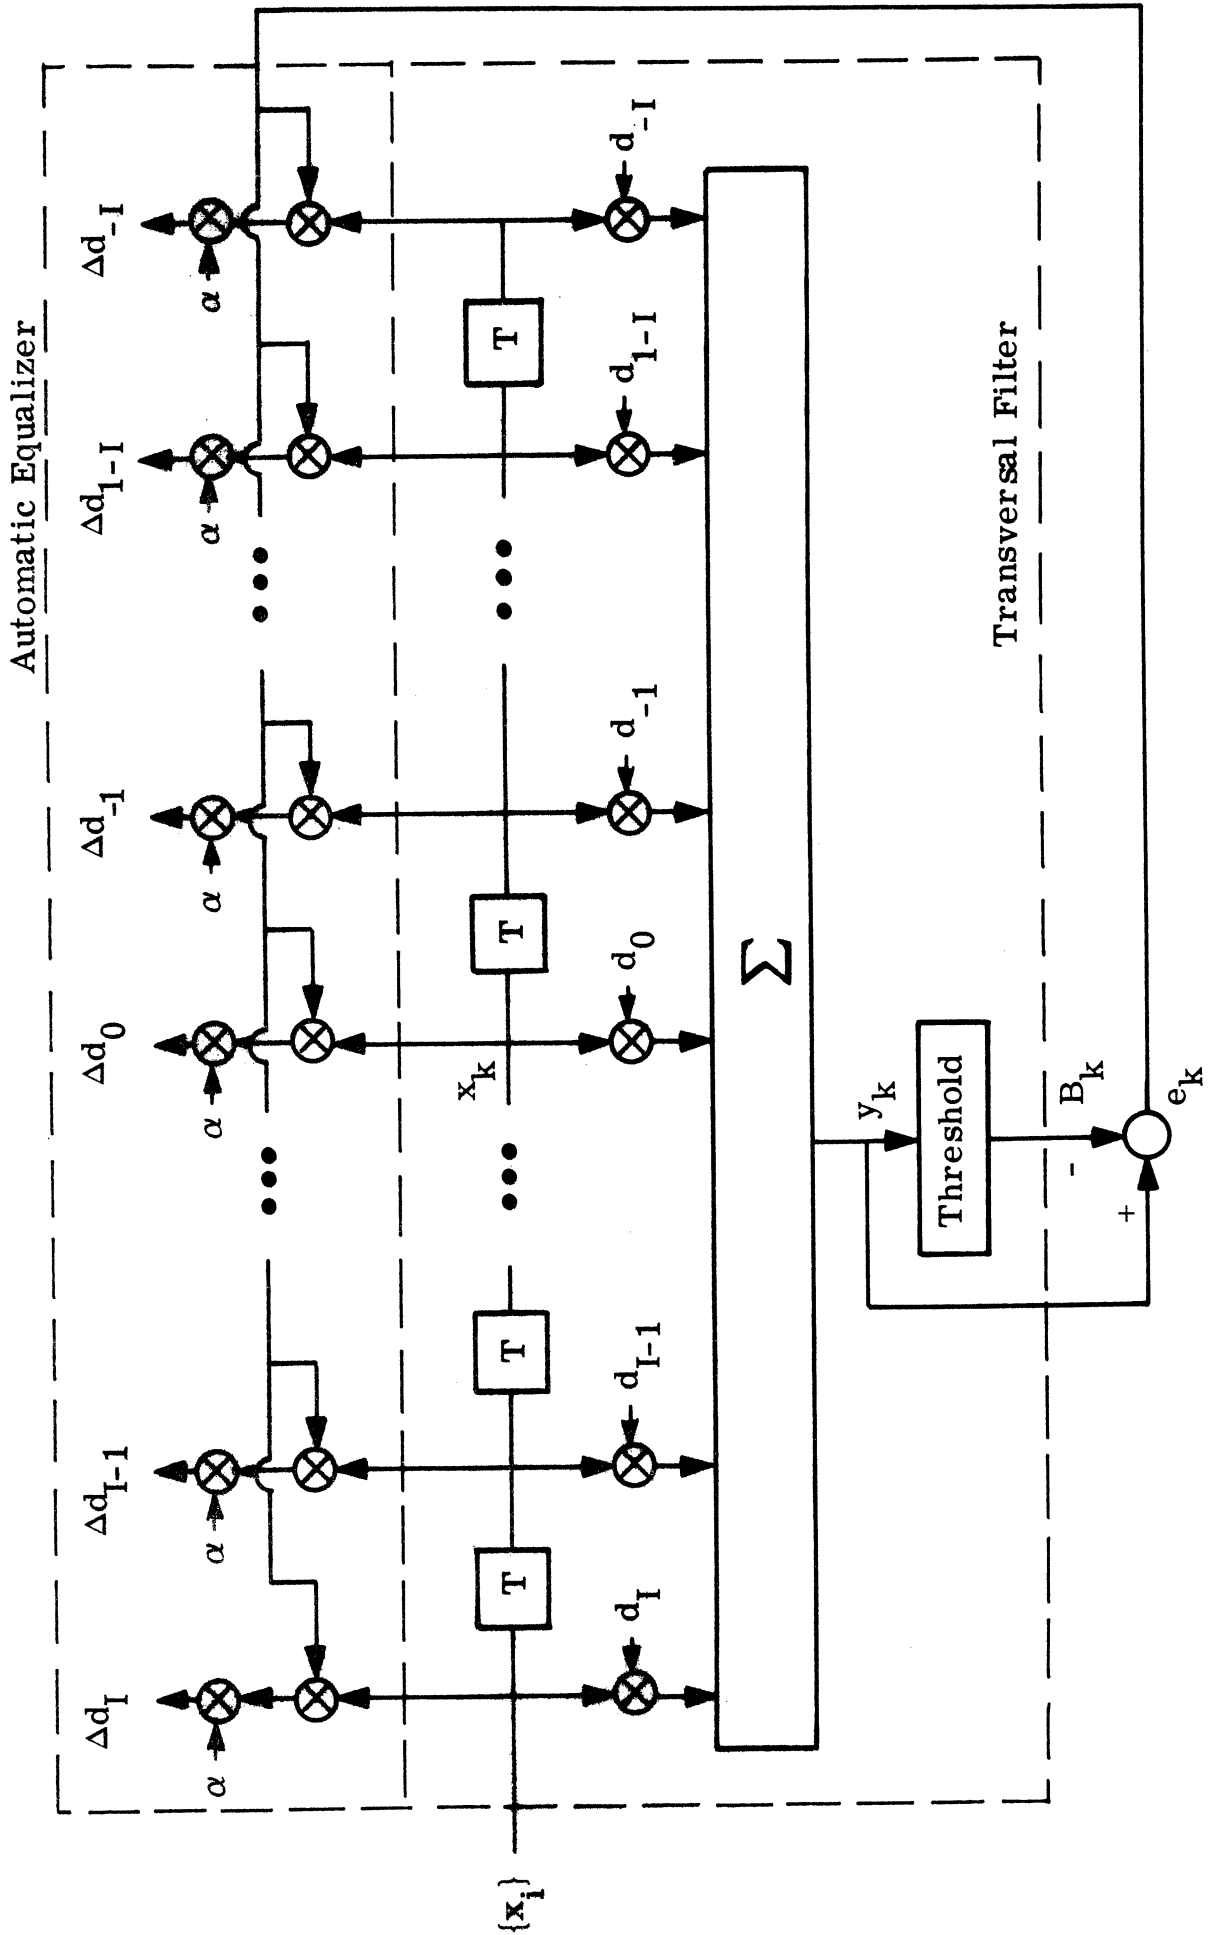 Automatic Equalizer
Δd_I
Δd_{I-1}
Δd_0
Δd_{-1}
Δd_{1-I}
Δd_{-I}
α
α
α
α
α
α
{x_i}
T
T
x_k
T
T
d_I
d_{I-1}
d_0
d_{-1}
d_{1-I}
d_{-I}
Σ
y_k
Threshold
Transversal Filter
B_k
-
+
e_k